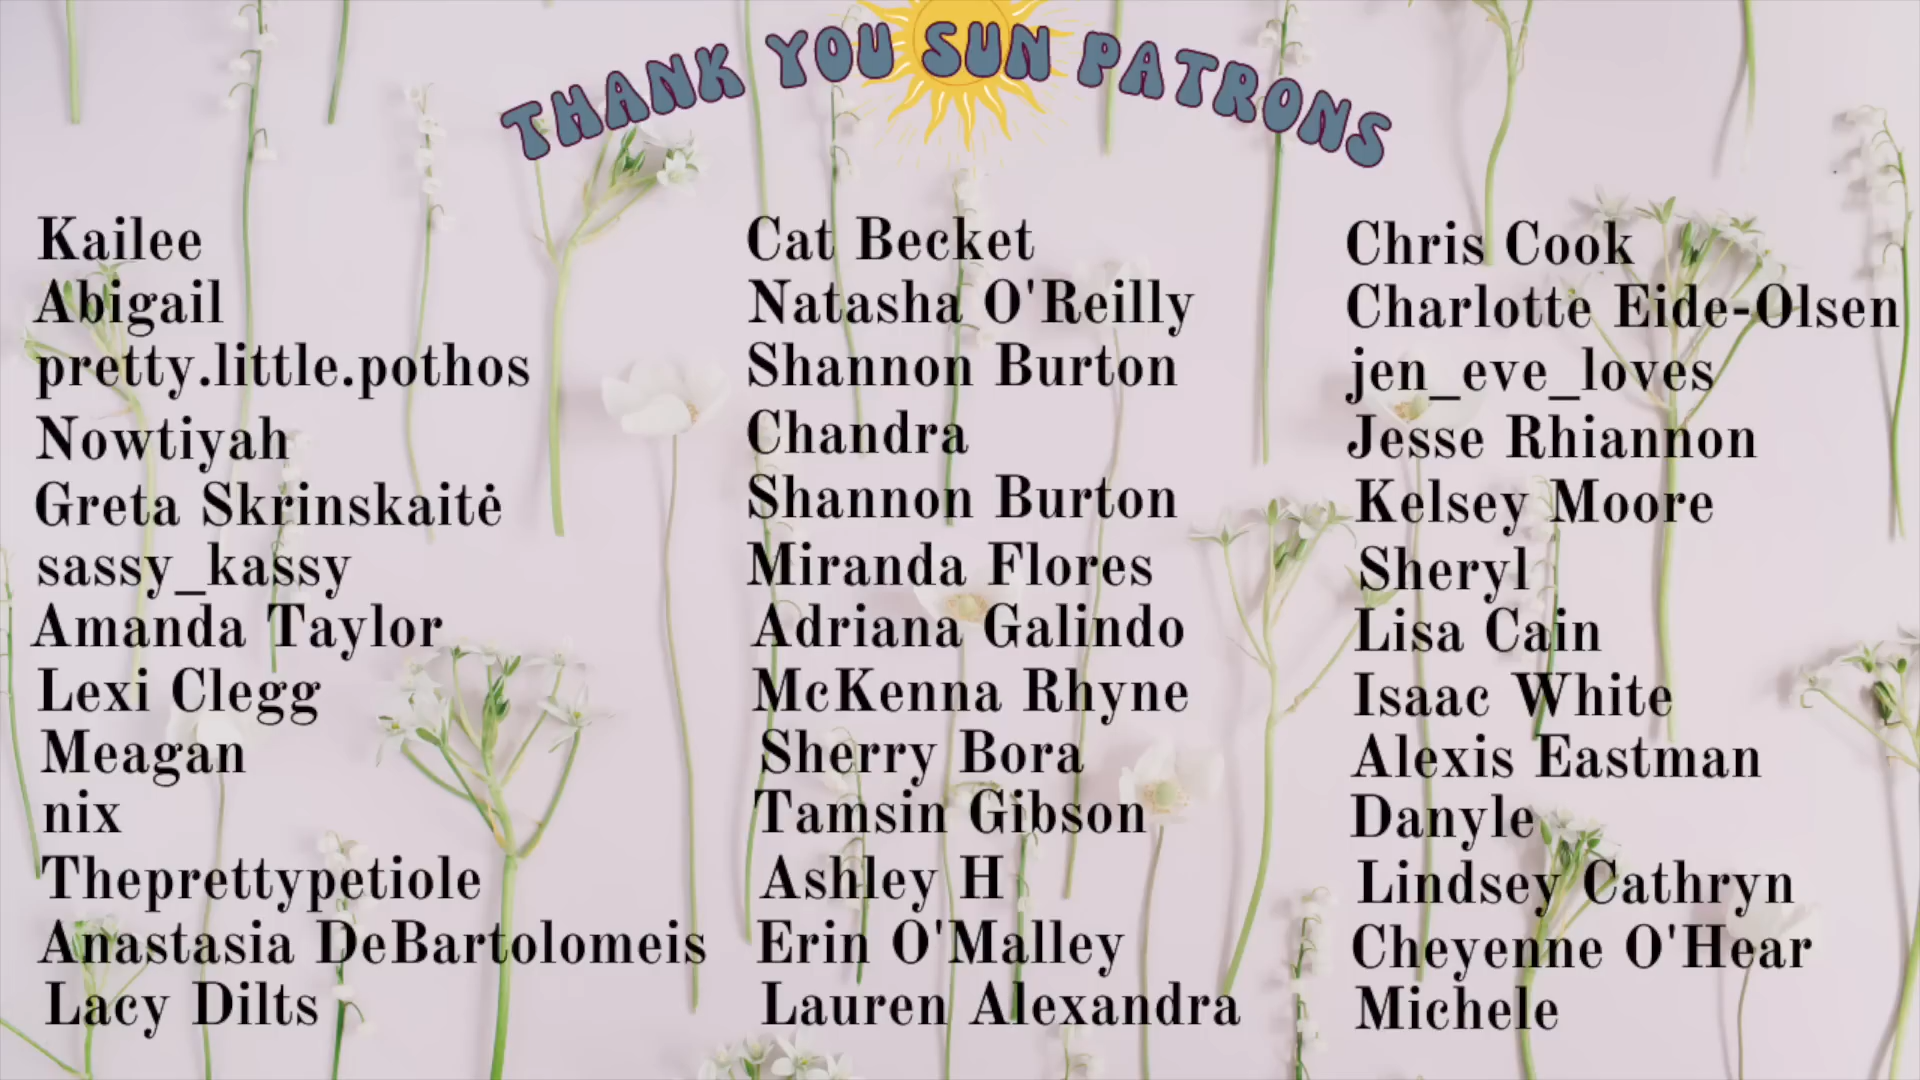 THANK YOU SUN PATRONS
Kailee
Abigail
pretty.little.pothos
Nowtiyah
Greta Skrinskaitė
sassy_kassy
Amanda Taylor
Lexi Clegg
Meagan
nix
Theprettypetiole
Anastasia DeBartolomeis
Lacy Dilts
Cat Becket
Natasha O'Reilly
Shannon Burton
Chandra
Shannon Burton
Miranda Flores
Adriana Galindo
McKenna Rhyne
Sherry Bora
Tamsin Gibson
Ashley H
Erin O'Malley
Lauren Alexandra
Chris Cook
Charlotte Eide-Olsen
jen_eve_loves
Jesse Rhiannon
Kelsey Moore
Sheryl
Lisa Cain
Isaac White
Alexis Eastman
Danyle
Lindsey Cathryn
Cheyenne O'Hear
Michele